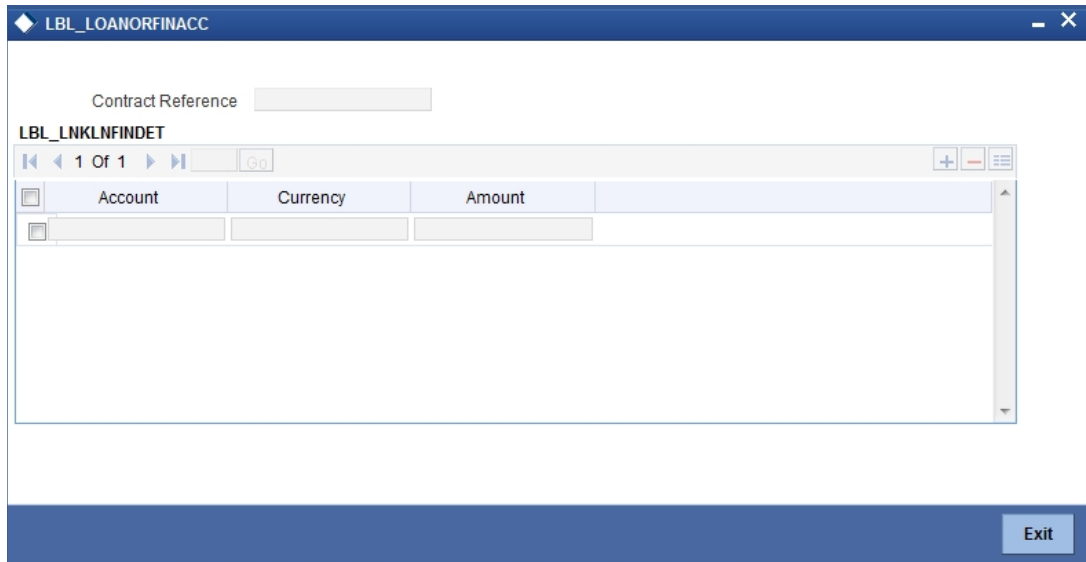 LBL_LOANORFINACC
Contract Reference
LBL_LNKLNFINDET
1 Of 1 Go
Account Currency Amount
Exit